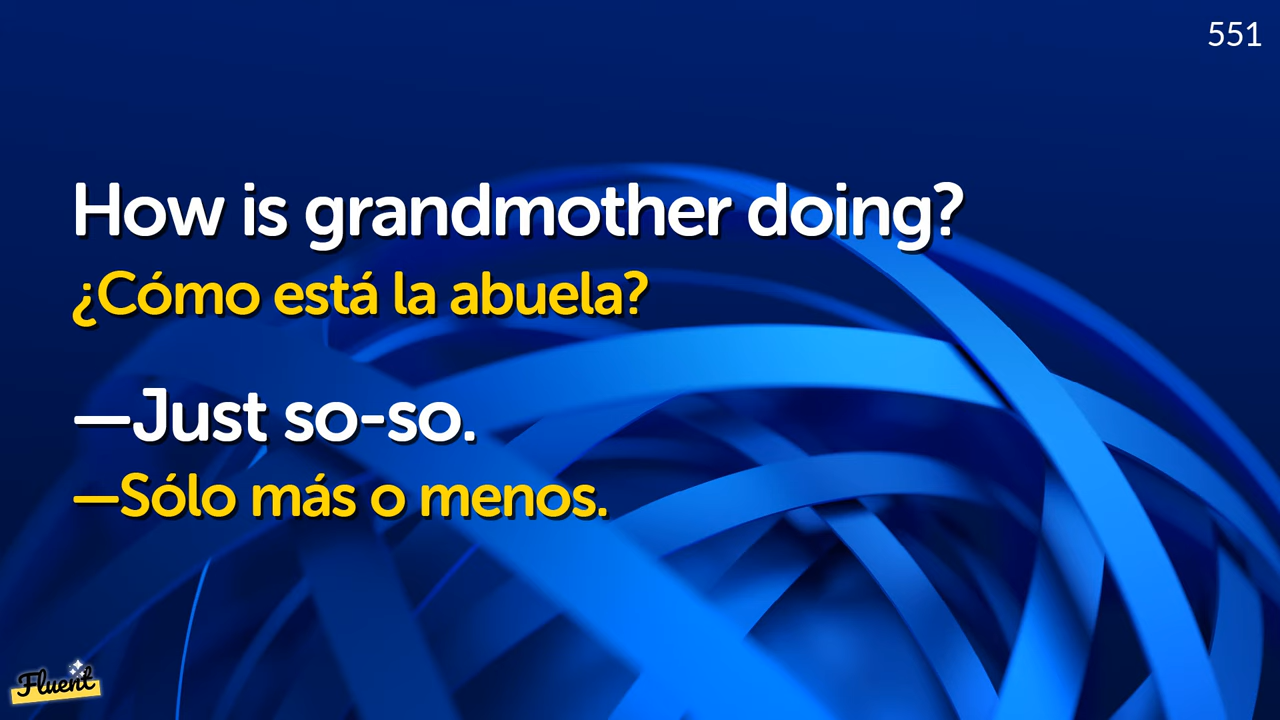 551
How is grandmother doing?
¿Cómo está la abuela?
—Just so-so.
—Sólo más o menos.
Fluent